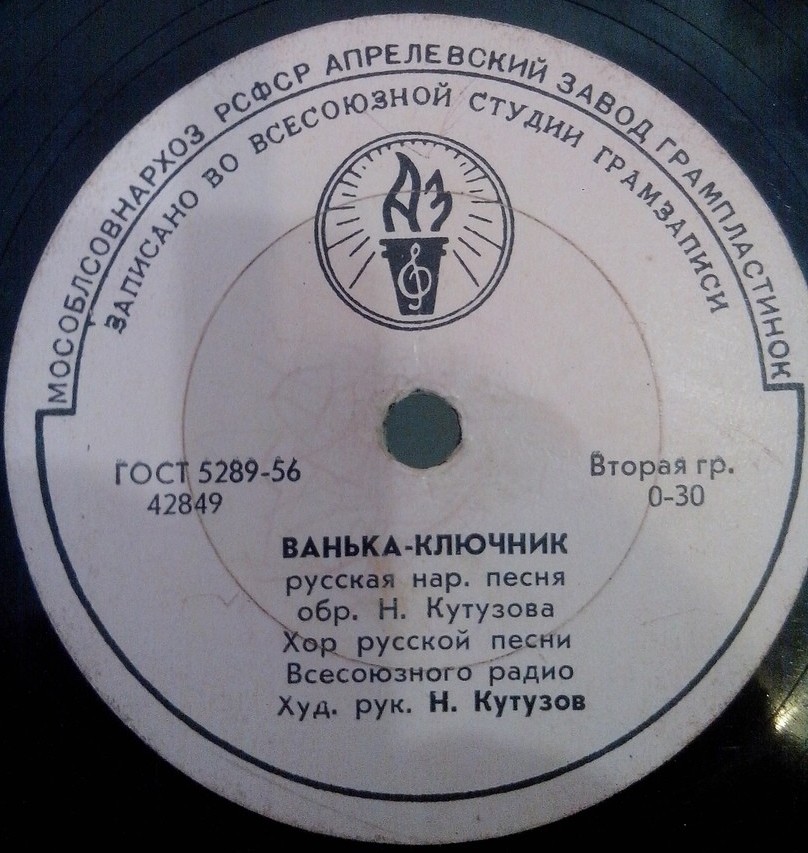 МОСОБЛСОВНАРХОЗ РСФСР АПРЕЛЕВСКИЙ ЗАВОД ГРАМПЛАСТИНОК
ЗАПИСАНО ВО ВСЕСОЮЗНОЙ СТУДИИ ГРАМЗАПИСИ
АЗ
ГОСТ 5289-56
42849
Вторая гр.
0-30
ВАНЬКА-КЛЮЧНИК
русская нар. песня
обр. Н. Кутузова
Хор русской песни
Всесоюзного радио
Худ. рук. Н. Кутузов